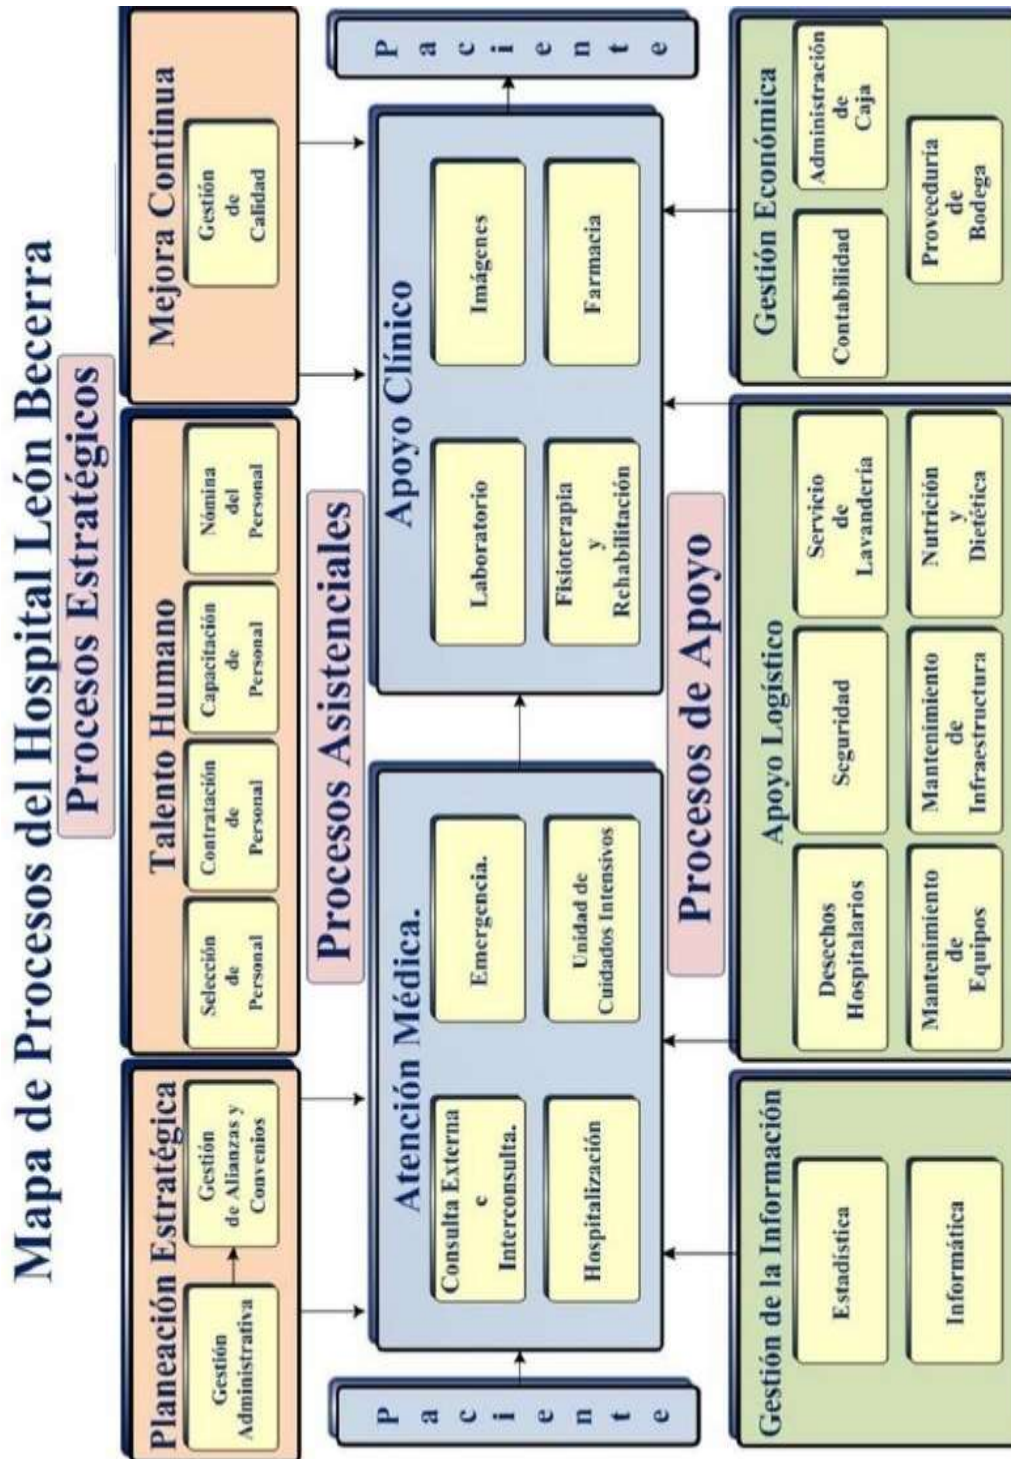 Mapa de Procesos del Hospital León Becerra
Procesos Estratégicos
Planeación Estratégica
Gestión
Administrativa
Gestión
de Alianzas y
Convenios
Talento Humano
Selección
de
Personal
Contratación
de
Personal
Capacitación
de
Personal
Nómina
del
Personal
Mejora Continua
Gestión
de
Calidad
Procesos Asistenciales
Paciente
Atención Médica.
Consulta Externa
e
Interconsulta.
Emergencia.
Hospitalización
Unidad de
Cuidados Intensivos
Apoyo Clínico
Laboratorio
Imágenes
Fisioterapia
y
Rehabilitación
Farmacia
Paciente
Procesos de Apoyo
Gestión de la Información
Estadística
Informática
Apoyo Logístico
Desechos
Hospitalarios
Seguridad
Servicio
de
Lavandería
Mantenimiento
de
Equipos
Mantenimiento
de
Infraestructura
Nutrición
y
Dietética
Gestión Económica
Contabilidad
Administración
de
Caja
Proveeduria
de
Bodega